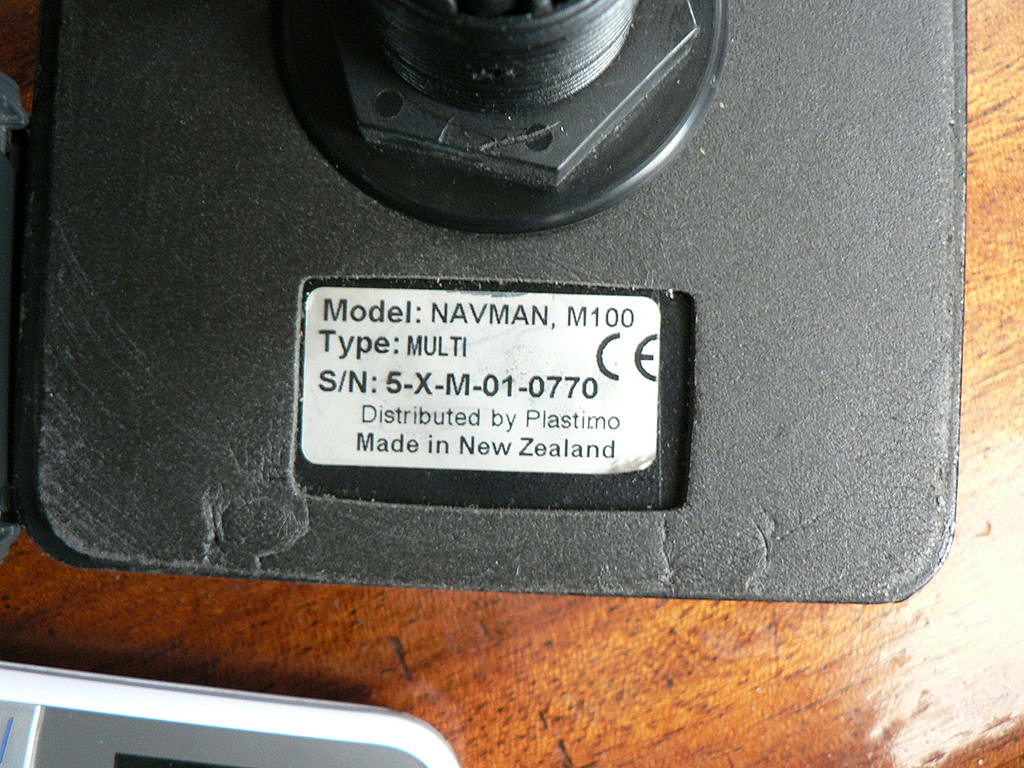 Model: NAVMAN, M100
Type: MULTI
CE
S/N: 5-X-M-01-0770
Distributed by Plastimo
Made in New Zealand